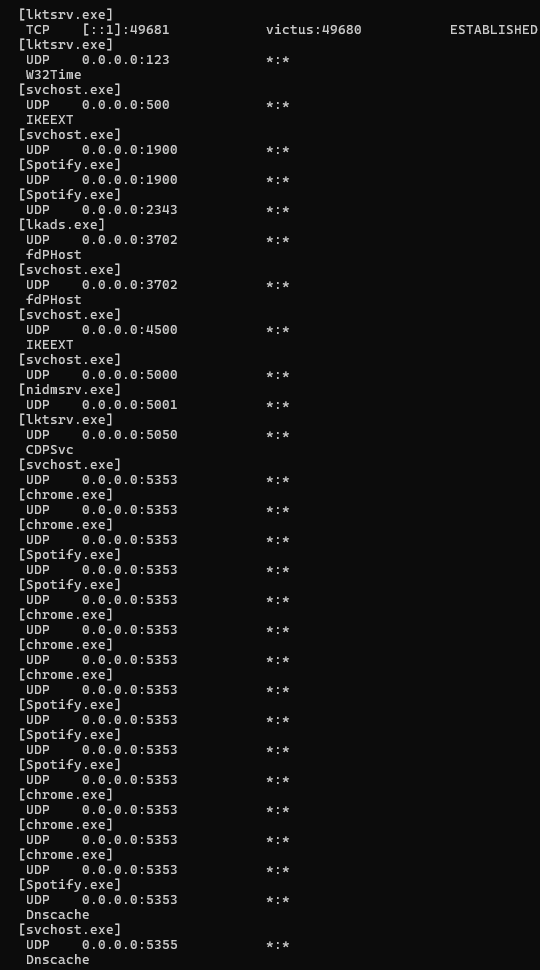 [lktsrv.exe]
TCP [::1]:49681 victus:49680 ESTABLISHED
[lktsrv.exe]
UDP 0.0.0.0:123 *:*
W32Time
[svchost.exe]
UDP 0.0.0.0:500 *:*
IKEEXT
[svchost.exe]
UDP 0.0.0.0:1900 *:*
[Spotify.exe]
UDP 0.0.0.0:1900 *:*
[Spotify.exe]
UDP 0.0.0.0:2343 *:*
[lkads.exe]
UDP 0.0.0.0:3702 *:*
fdPHost
[svchost.exe]
UDP 0.0.0.0:3702 *:*
fdPHost
[svchost.exe]
UDP 0.0.0.0:4500 *:*
IKEEXT
[svchost.exe]
UDP 0.0.0.0:5000 *:*
[nidmsrv.exe]
UDP 0.0.0.0:5001 *:*
[lktsrv.exe]
UDP 0.0.0.0:5050 *:*
CDPSvc
[svchost.exe]
UDP 0.0.0.0:5353 *:*
[chrome.exe]
UDP 0.0.0.0:5353 *:*
[chrome.exe]
UDP 0.0.0.0:5353 *:*
[Spotify.exe]
UDP 0.0.0.0:5353 *:*
[Spotify.exe]
UDP 0.0.0.0:5353 *:*
[chrome.exe]
UDP 0.0.0.0:5353 *:*
[chrome.exe]
UDP 0.0.0.0:5353 *:*
[chrome.exe]
UDP 0.0.0.0:5353 *:*
[Spotify.exe]
UDP 0.0.0.0:5353 *:*
[Spotify.exe]
UDP 0.0.0.0:5353 *:*
[Spotify.exe]
UDP 0.0.0.0:5353 *:*
[chrome.exe]
UDP 0.0.0.0:5353 *:*
[chrome.exe]
UDP 0.0.0.0:5353 *:*
[chrome.exe]
UDP 0.0.0.0:5353 *:*
[Spotify.exe]
UDP 0.0.0.0:5353 *:*
Dnscache
[svchost.exe]
UDP 0.0.0.0:5355 *:*
Dnscache